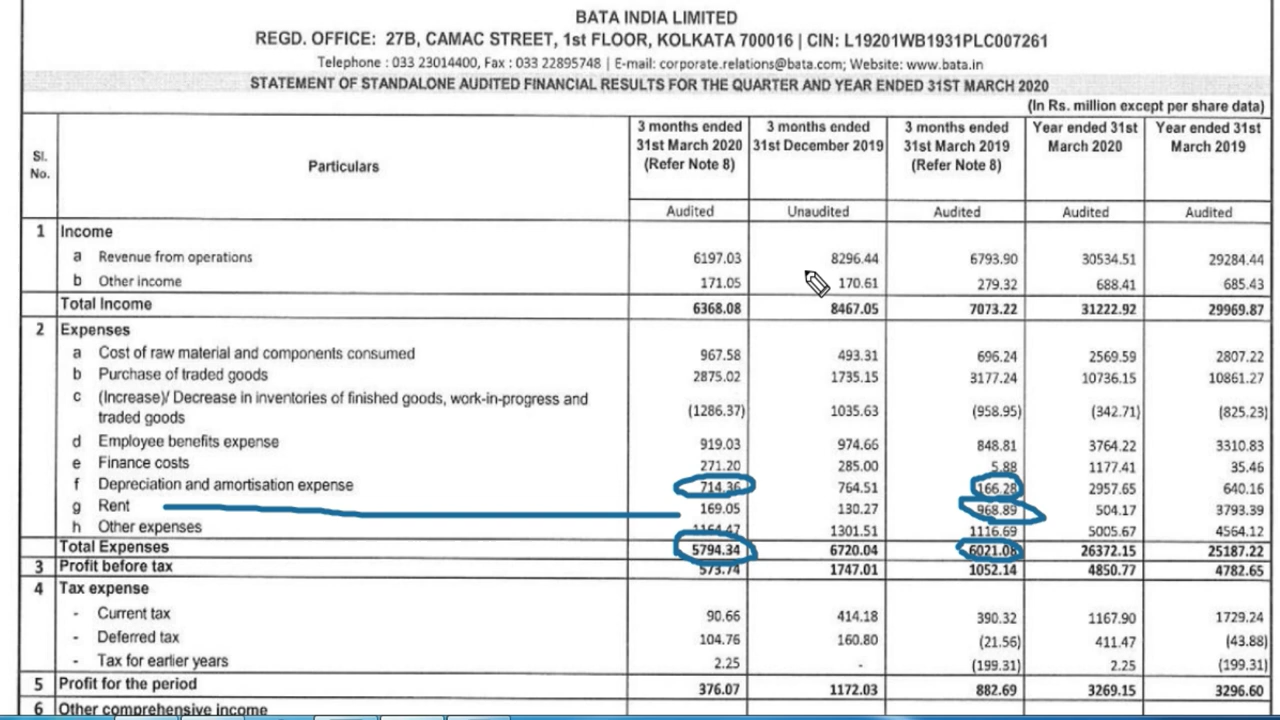 BATA INDIA LIMITED
REGD. OFFICE: 27B, CAMAC STREET, 1st FLOOR, KOLKATA 700016 | CIN: L19201WB1931PLC007261
Telephone : 033 23014400, Fax : 033 22895748 | E-mail: corporate.relations@bata.com; Website: www.bata.in
STATEMENT OF STANDALONE AUDITED FINANCIAL RESULTS FOR THE QUARTER AND YEAR ENDED 31ST MARCH 2020
(In Rs. million except per share data)
Sl. No. Particulars 3 months ended 31st March 2020 (Refer Note 8) 3 months ended 31st December 2019 3 months ended 31st March 2019 (Refer Note 8) Year ended 31st March 2020 Year ended 31st March 2019
Audited Unaudited Audited Audited Audited
1 Income
a Revenue from operations 6197.03 8296.44 6793.90 30534.51 29284.44
b Other income 171.05 170.61 279.32 688.41 685.43
Total Income 6368.08 8467.05 7073.22 31222.92 29969.87
2 Expenses
a Cost of raw material and components consumed 967.58 493.31 696.24 2569.59 2807.22
b Purchase of traded goods 2875.02 1735.15 3177.24 10736.15 10861.27
c (Increase)/ Decrease in inventories of finished goods, work-in-progress and
traded goods (1286.37) 1035.63 (958.95) (342.71) (825.23)
d Employee benefits expense 919.03 974.66 848.81 3764.22 3310.83
e Finance costs 271.20 285.00 5.88 1177.41 35.46
f Depreciation and amortisation expense 714.36 764.51 166.28 2957.65 640.16
g Rent 169.05 130.27 968.89 504.17 3793.39
h Other expenses 1164.47 1301.51 1116.69 5005.67 4564.12
Total Expenses 5794.34 6720.04 6021.08 26372.15 25187.22
3 Profit before tax 573.74 1747.01 1052.14 4850.77 4782.65
4 Tax expense
- Current tax 90.66 414.18 390.32 1167.90 1729.24
- Deferred tax 104.76 160.80 (21.56) 411.47 (43.88)
- Tax for earlier years 2.25 - (199.31) 2.25 (199.31)
5 Profit for the period 376.07 1172.03 882.69 3269.15 3296.60
6 Other comprehensive income